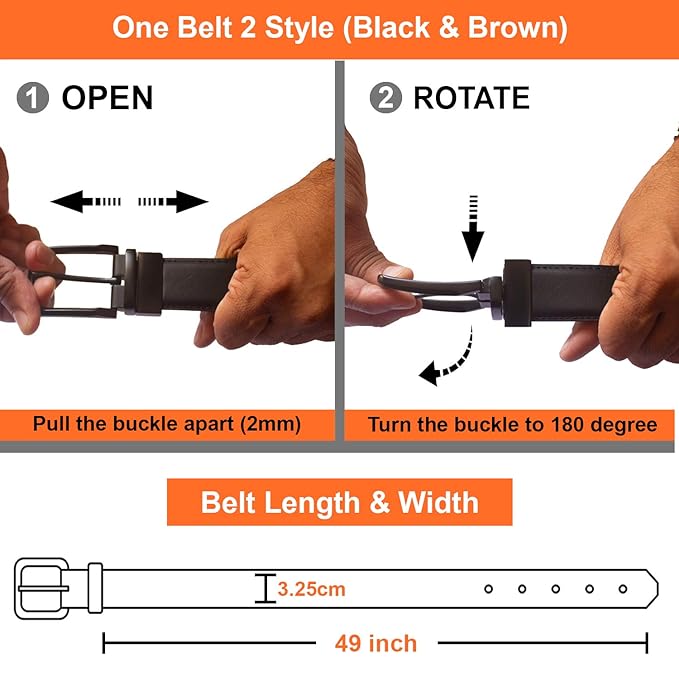 One Belt 2 Style (Black & Brown)
1 OPEN
2 ROTATE
Pull the buckle apart (2mm)
Turn the buckle to 180 degree
Belt Length & Width
3.25cm
49 inch